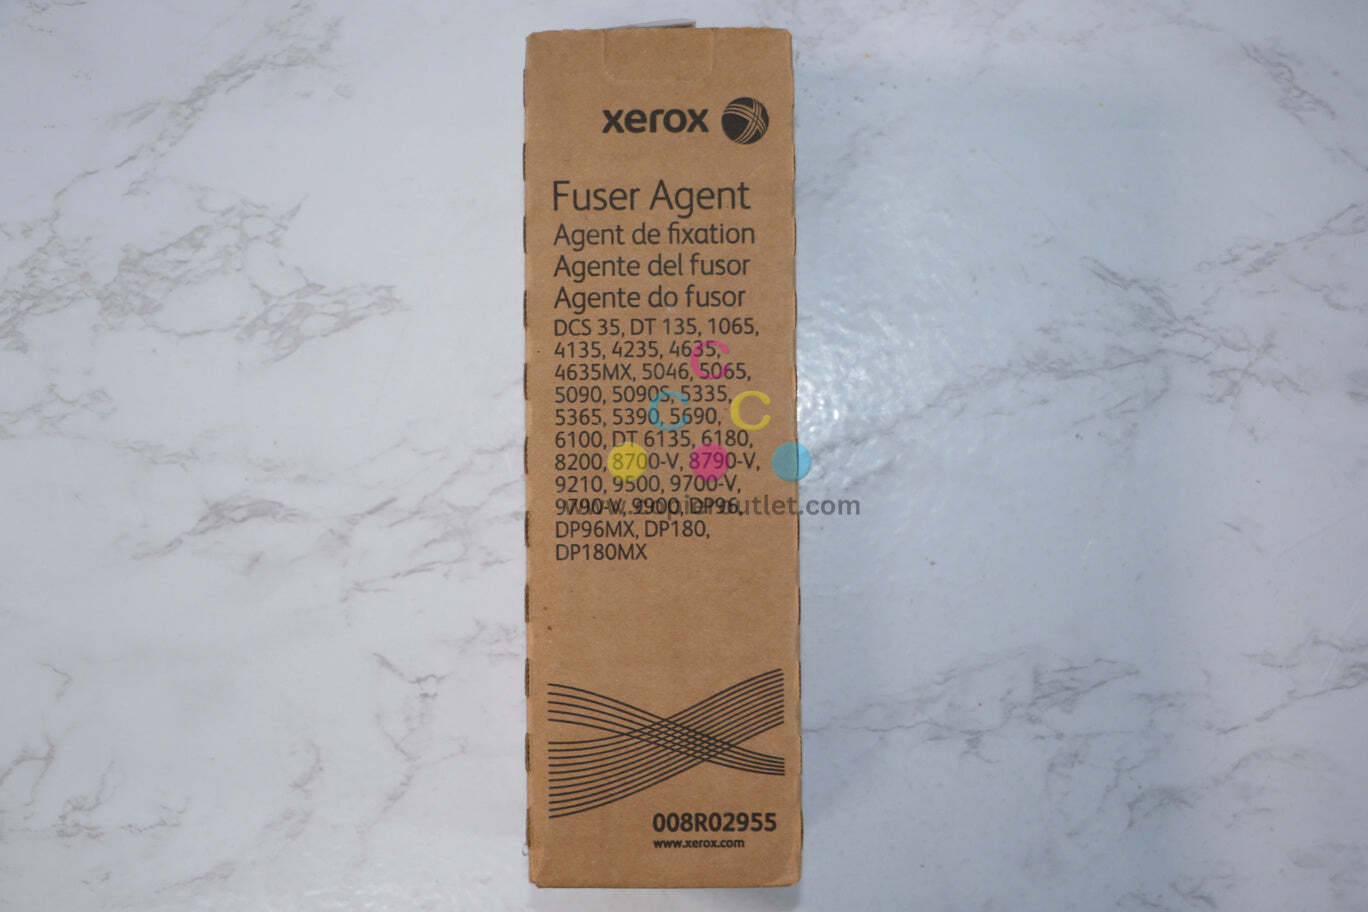 xerox
Fuser Agent
Agent de fixation
Agente del fusor
Agente do fusor
DCS 35, DT 135, 1065,
4135, 4235, 4635,
4635MX, 5046, 5065,
5090, 5090S, 5335,
5365, 5390, 5690,
6100, DT 6135, 6180,
8200, 8700-V, 8790-V,
9210, 9500, 9700-V,
9790-V, 9900, DP96,
DP96MX, DP180,
DP180MX
C
C C
008R02955
www.xerox.com